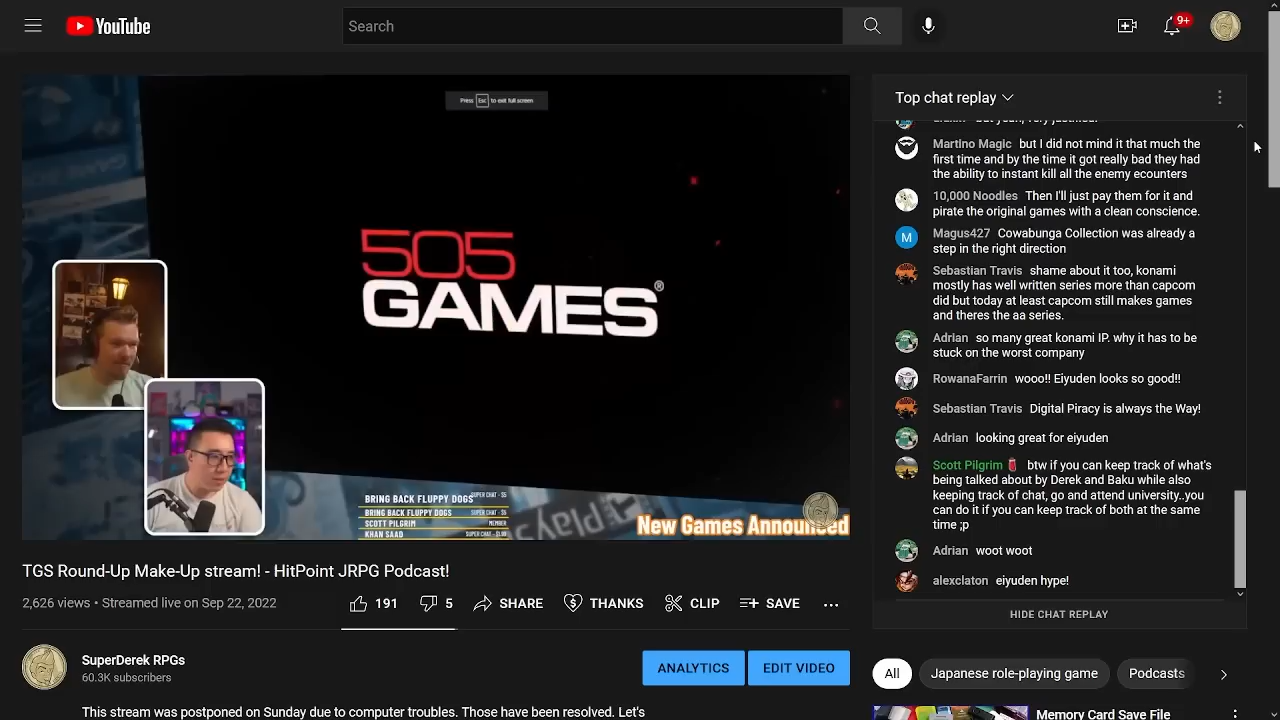 YouTube
Search
9+
Press Esc to exit full screen
505
GAMES®
BRING BACK FLUPPY DOGS SUPER CHAT - $5
BRING BACK FLUPPY DOGS SUPER CHAT - $5
SCOTT PILGRIM MEMBER
KHAN SAAD SUPER CHAT - $1.99
New Games Announced
TGS Round-Up Make-Up stream! - HitPoint JRPG Podcast!
2,626 views • Streamed live on Sep 22, 2022
191
5
SHARE
THANKS
CLIP
SAVE
SuperDerek RPGs
60.3K subscribers
ANALYTICS
EDIT VIDEO
This stream was postponed on Sunday due to computer troubles. Those have been resolved. Let's
Top chat replay
Martino Magic but I did not mind it that much the
first time and by the time it got really bad they had
the ability to instant kill all the enemy ecounters
10,000 Noodles Then I'll just pay them for it and
pirate the original games with a clean conscience.
M
Magus427 Cowabunga Collection was already a
step in the right direction
Sebastian Travis shame about it too, konami
mostly has well written series more than capcom
did but today at least capcom still makes games
and theres the aa series.
Adrian so many great konami IP. why it has to be
stuck on the worst company
RowanaFarrin wooo!! Eiyuden looks so good!!
Sebastian Travis Digital Piracy is always the Way!
Adrian looking great for eiyuden
Scott Pilgrim btw if you can keep track of what's
being talked about by Derek and Baku while also
keeping track of chat, go and attend university..you
can do it if you can keep track of both at the same
time ;p
Adrian woot woot
alexclaton eiyuden hype!
HIDE CHAT REPLAY
All
Japanese role-playing game
Podcasts
Memory Card Save File